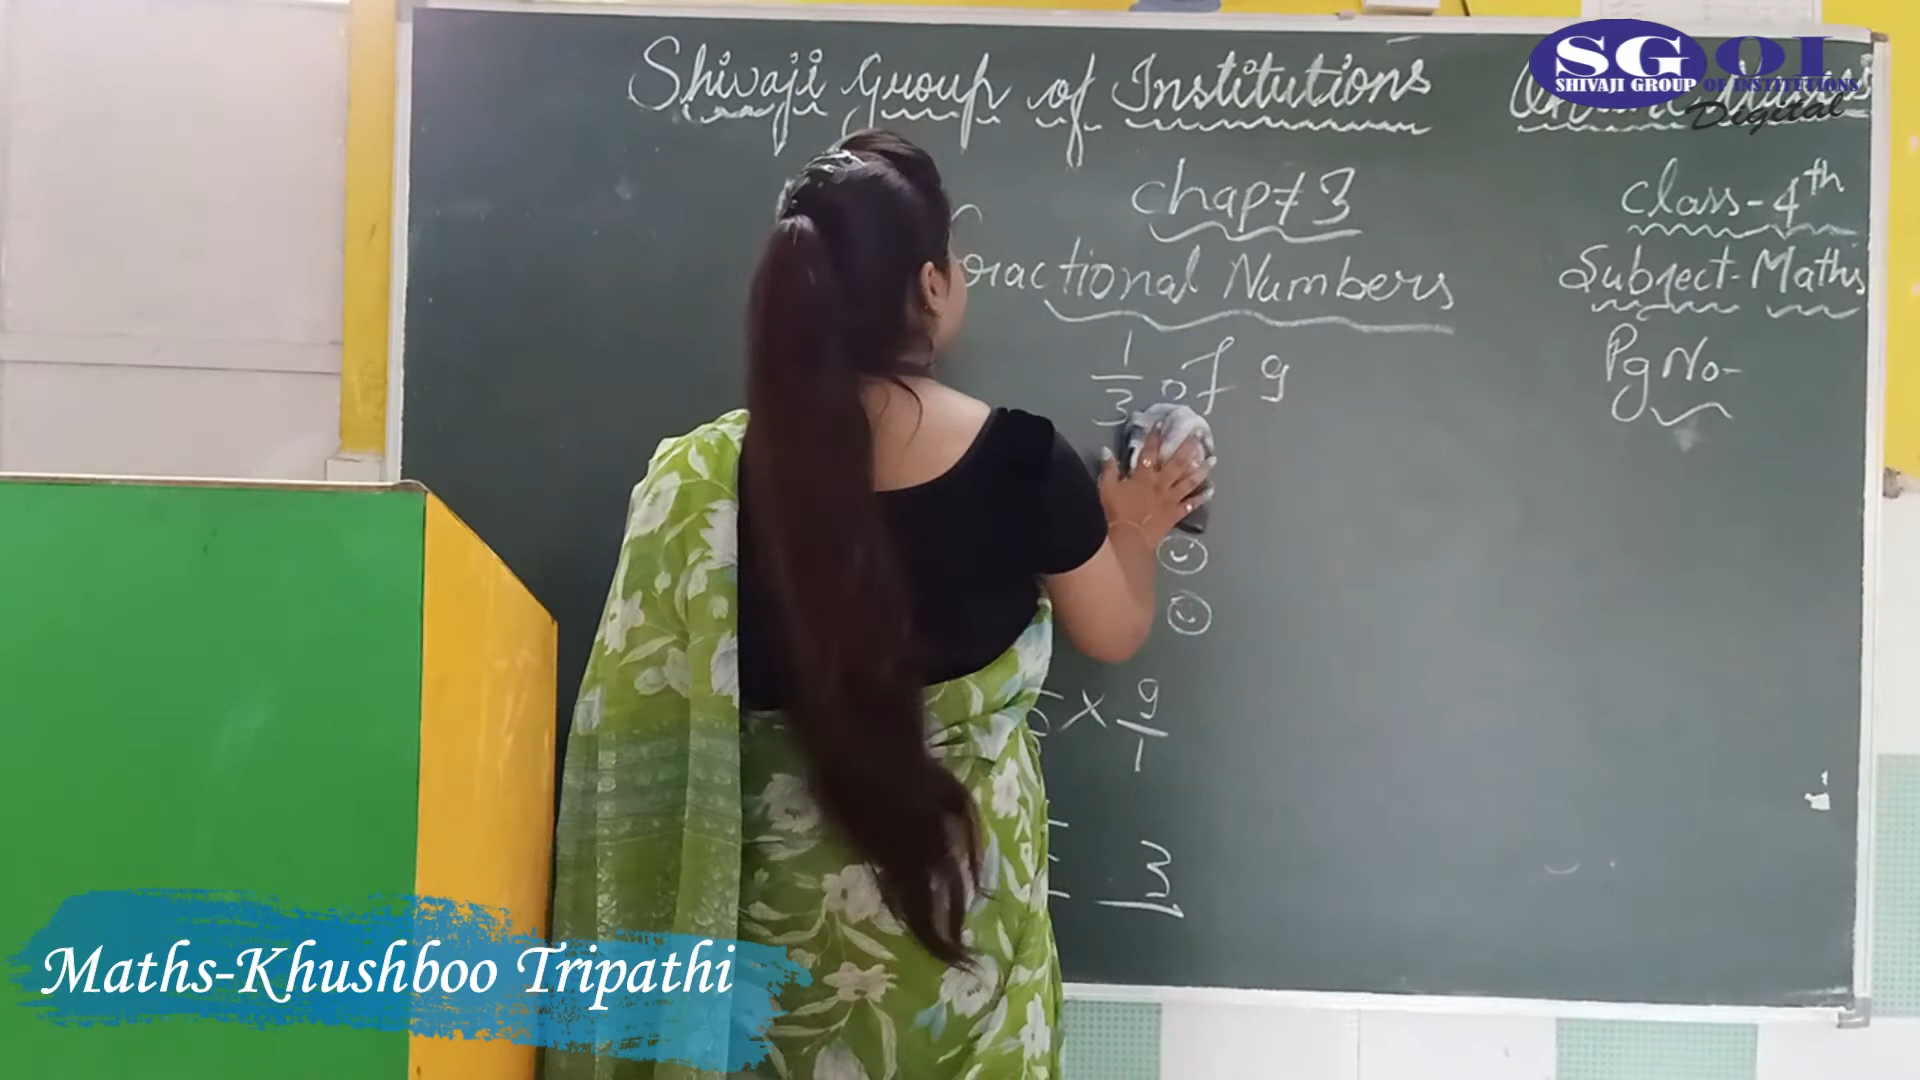 Shivaji Group of Institutions
SGOI
SHIVAJI GROUP OF INSTITUTIONS
Digital
Chapt 3
Class-4th
Fractional Numbers
Subject-Maths
1/3 of 9
Pg No-
× 9/1
3
Maths-Khushboo Tripathi